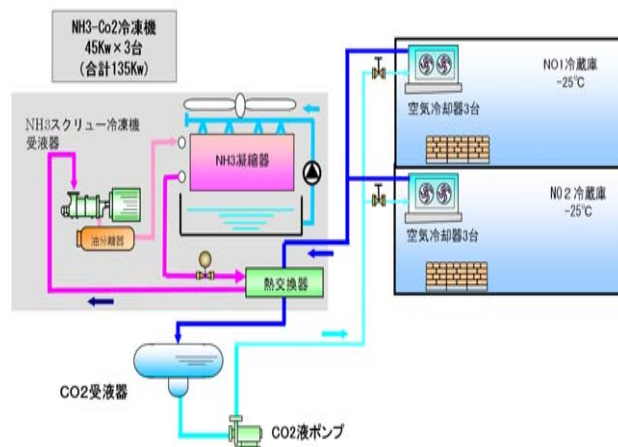 NH3-Co2冷凍機
45Kw×3台
(合計135Kw)
NO1冷蔵庫
-25℃
空気冷却器3台
NH3スクリュー冷凍機
受液器
NH3凝縮器
油分離器
NO2冷蔵庫
-25℃
空気冷却器3台
熱交換器
CO2受液器
CO2液ポンプ